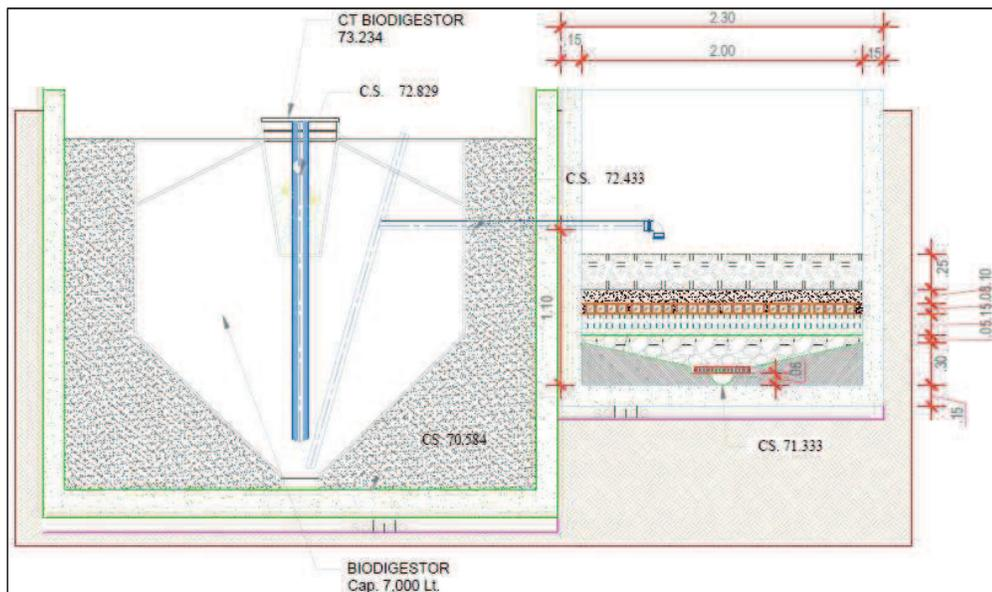 CT BIODIGESTOR
73.234
C.S. 72.829
2.30
.15
2.00
.15
C.S. 72.433
1.10
.25
.05 .15 .08 .10
.30
.06
.15
CS. 70.584
CS. 71.333
BIODIGESTOR
Cap. 7,000 Lt.